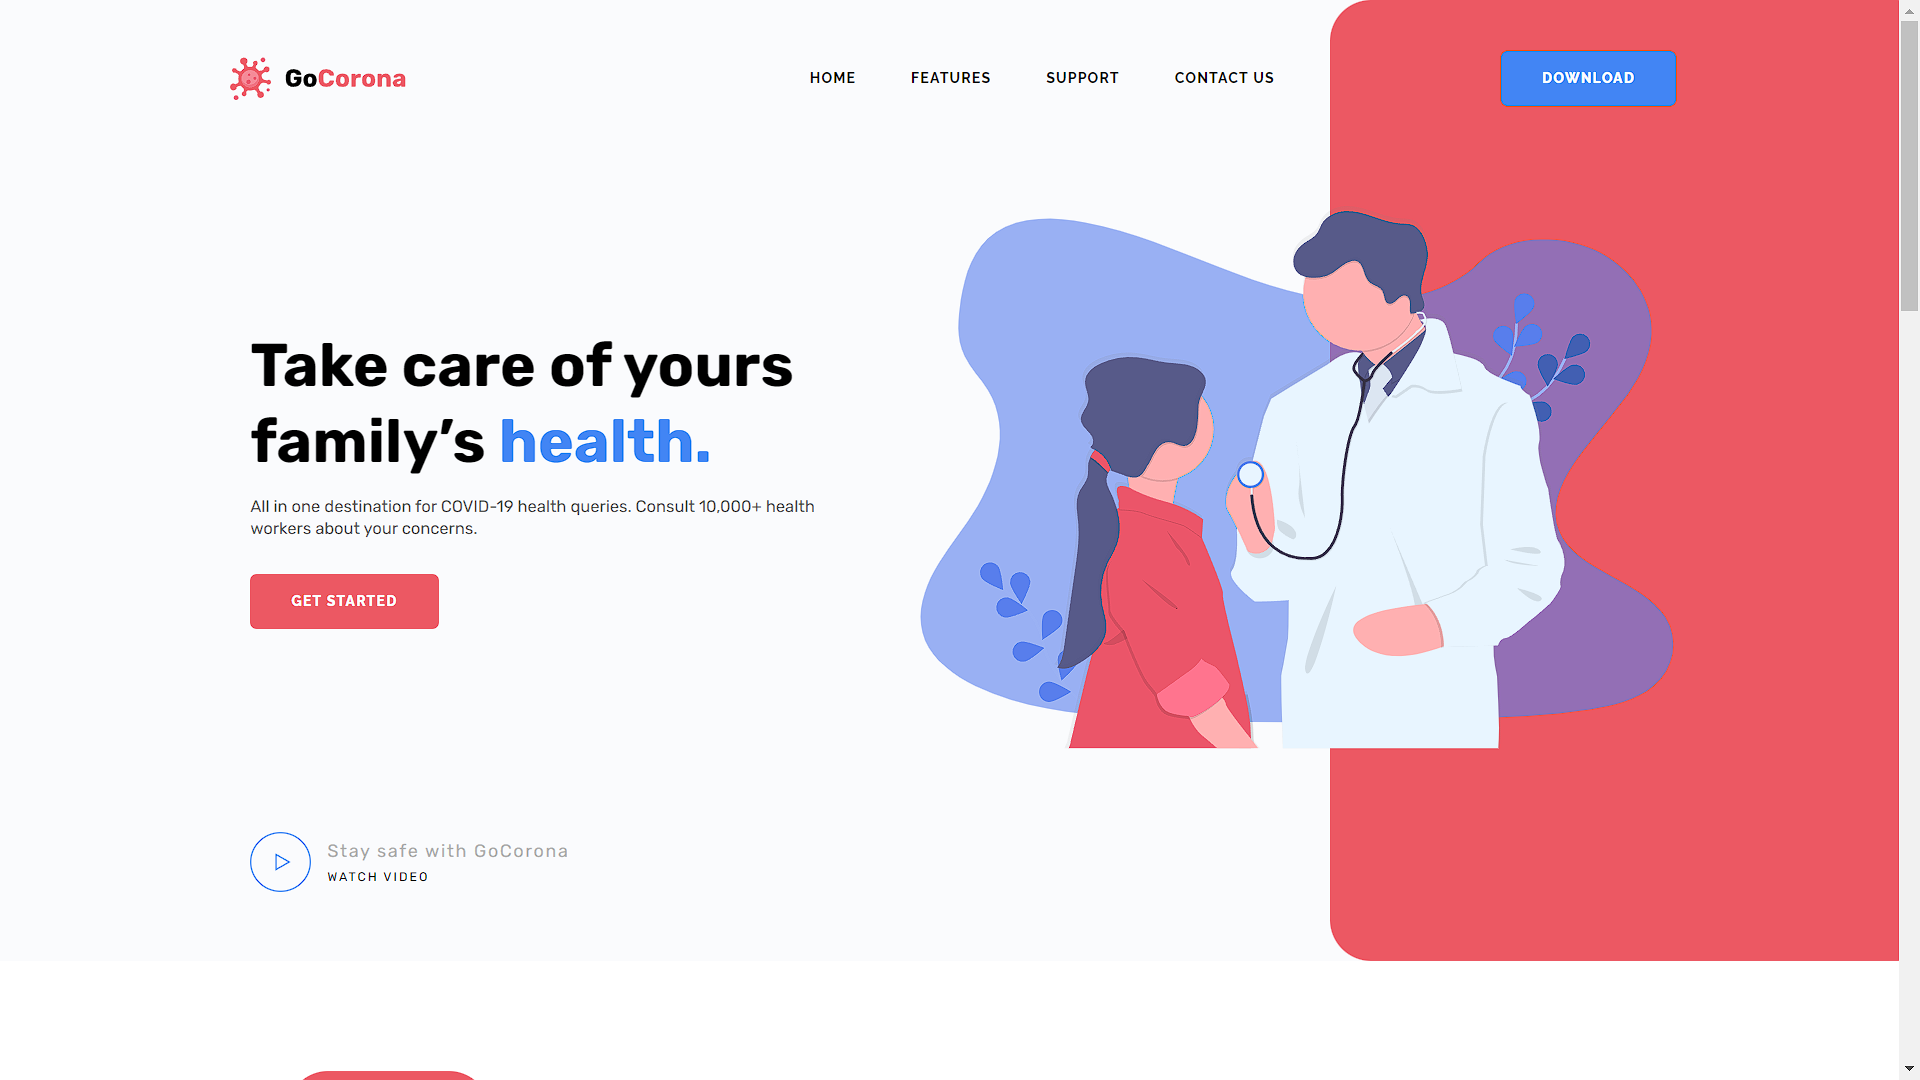 GoCorona
HOME
FEATURES
SUPPORT
CONTACT US
DOWNLOAD
Take care of yours
family’s health.
All in one destination for COVID-19 health queries. Consult 10,000+ health
workers about your concerns.
GET STARTED
Stay safe with GoCorona
WATCH VIDEO